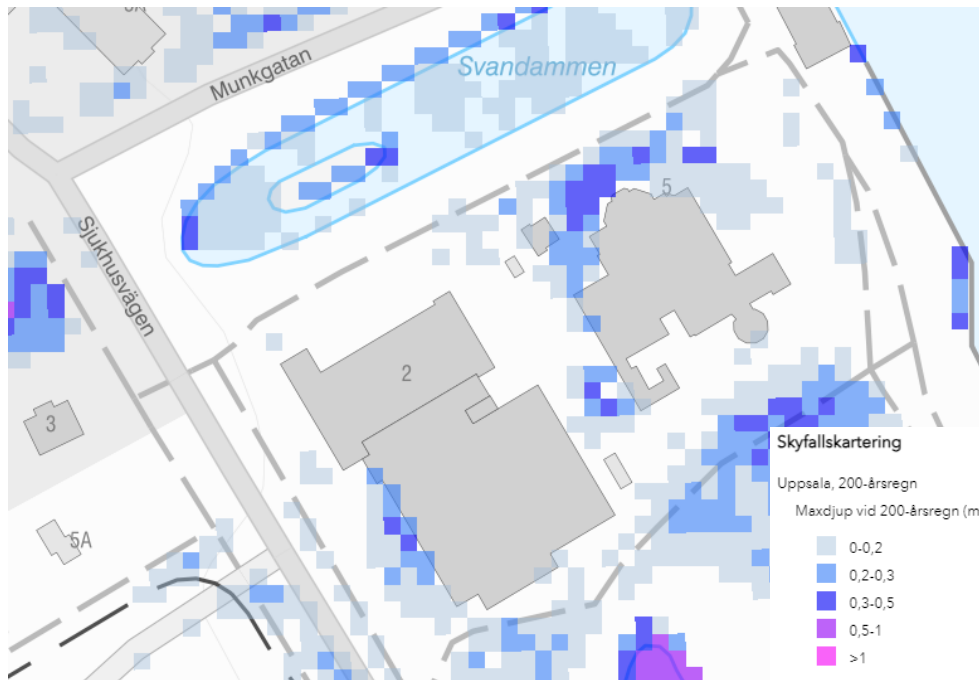 Munkgatan
Svandammen
5
Sjukhusvägen
2
3
5A
Skyfallskartering
Uppsala, 200-årsregn
Maxdjup vid 200-årsregn (m
0-0,2
0,2-0,3
0,3-0,5
0,5-1
>1